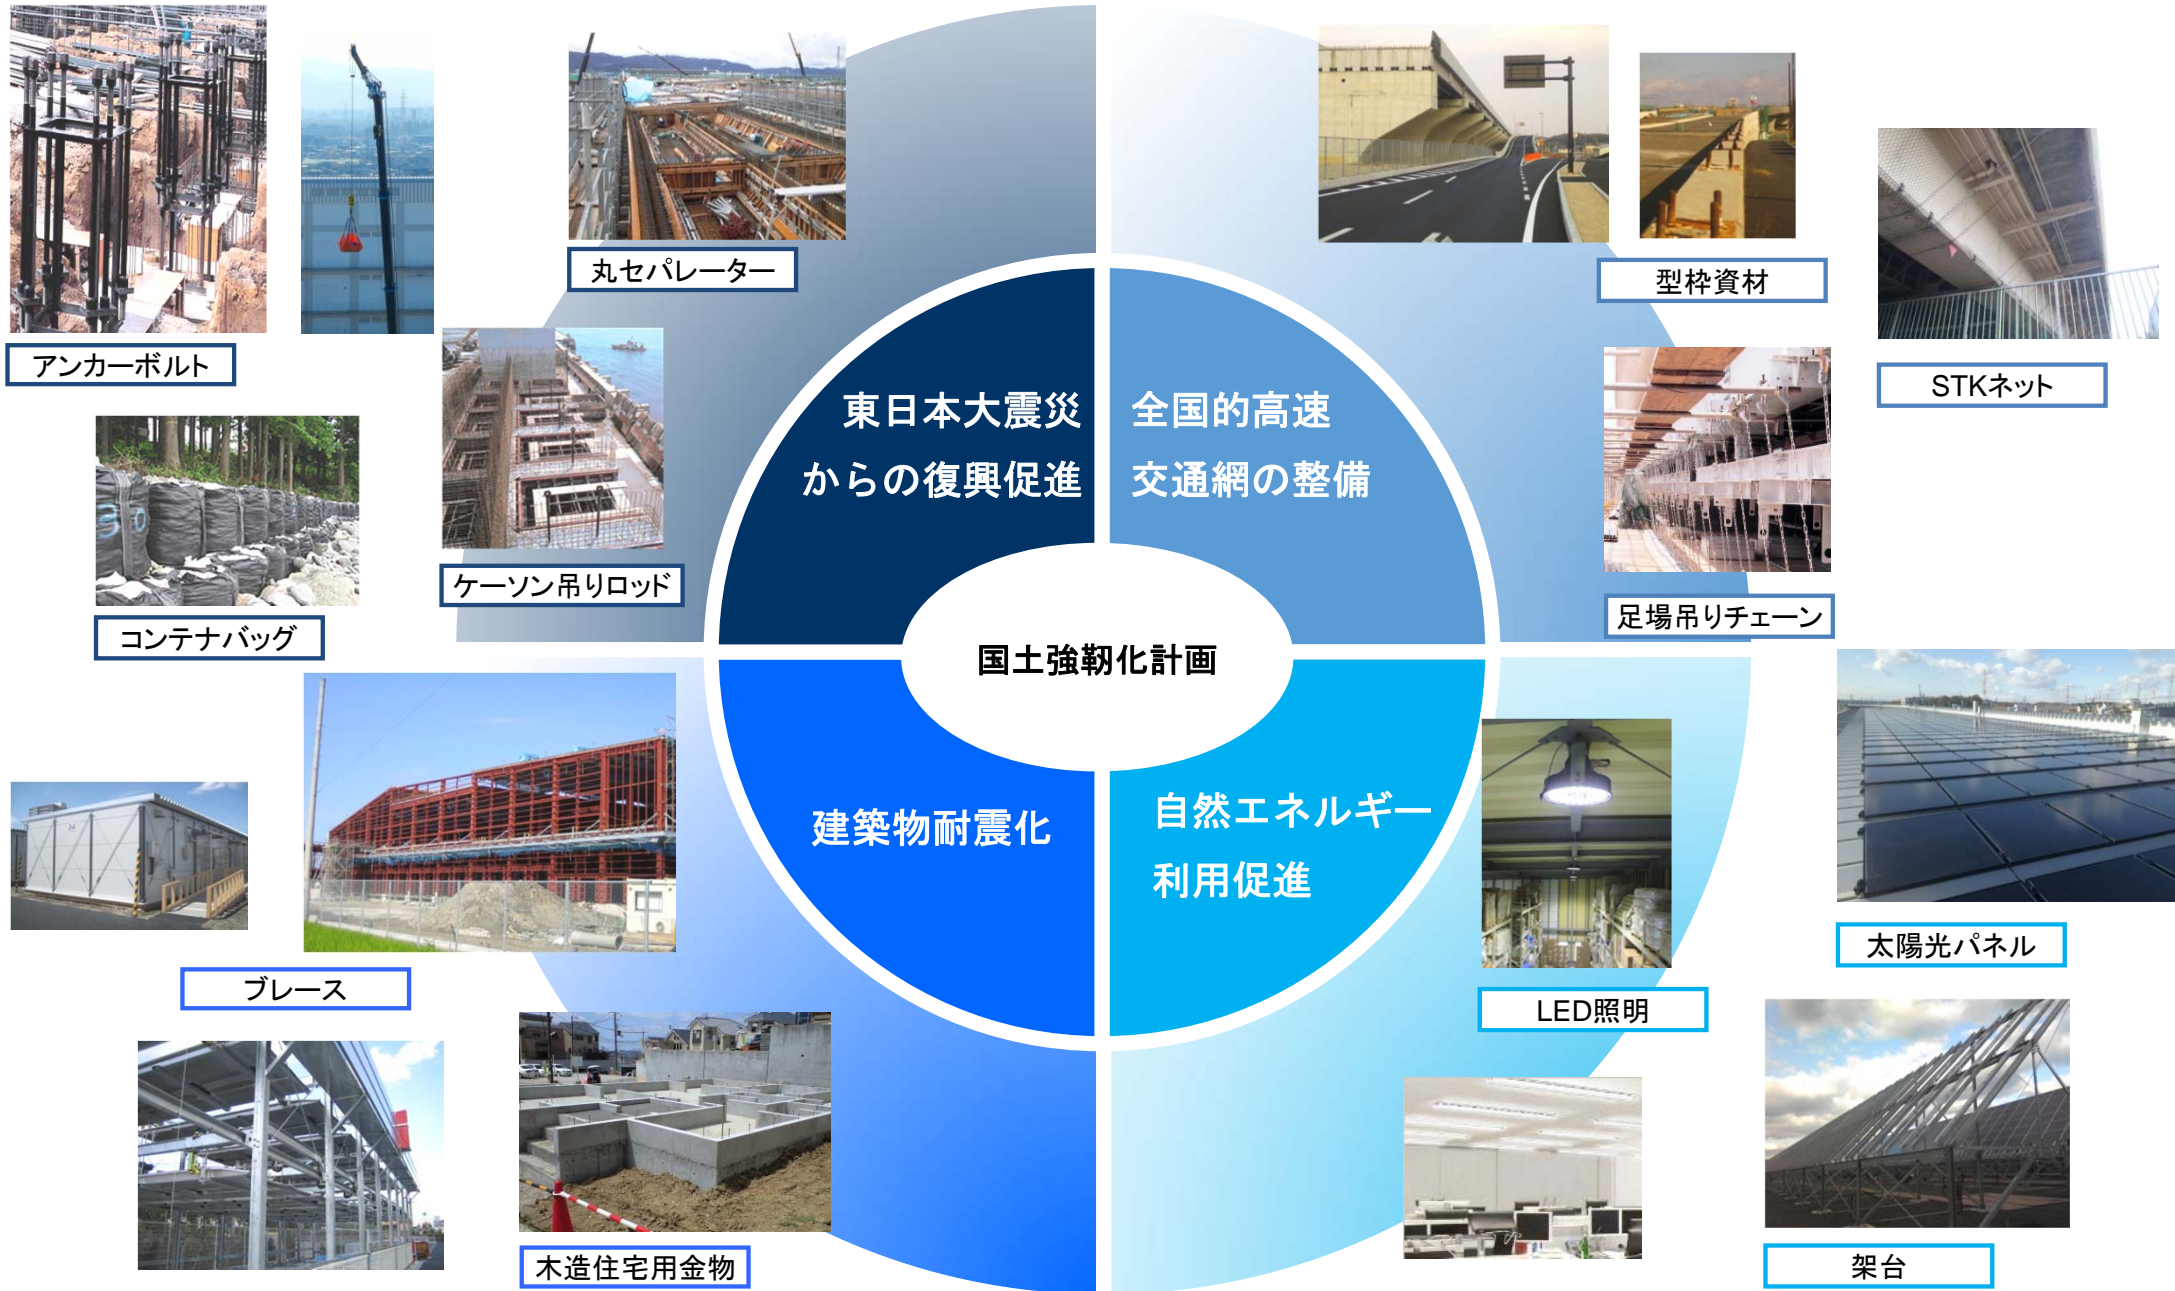 丸セパレーター
アンカーボルト
ケーソン吊りロッド
コンテナバッグ
型枠資材
STKネット
足場吊りチェーン
東日本大震災
からの復興促進
全国的高速
交通網の整備
国土強靭化計画
建築物耐震化
自然エネルギー
利用促進
ブレース
木造住宅用金物
太陽光パネル
LED照明
架台
30